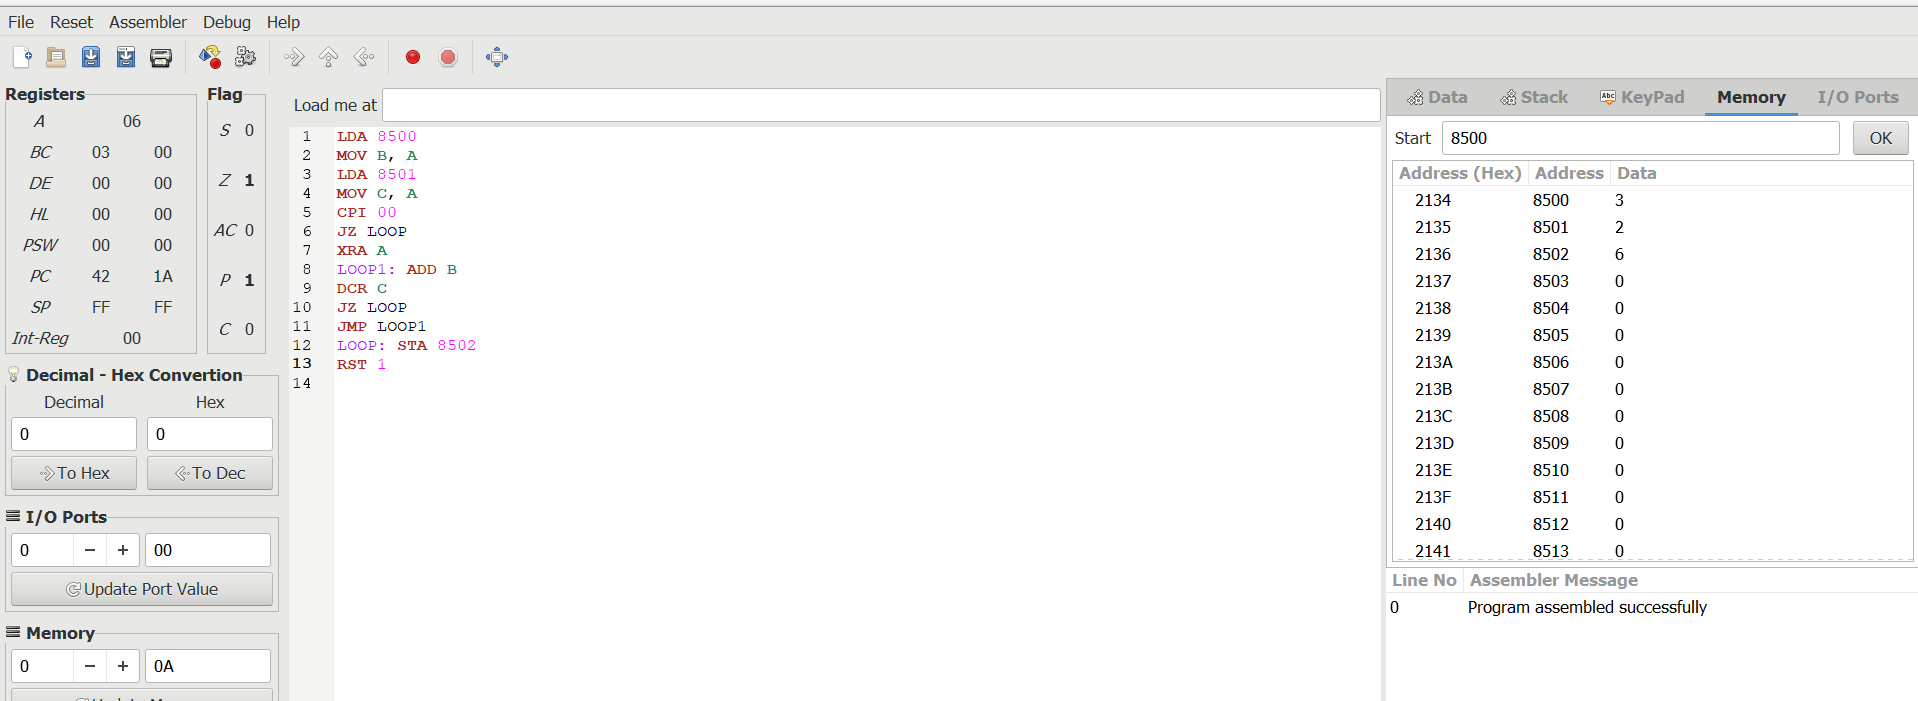 File Reset Assembler Debug Help
Registers
A 06
BC 03 00
DE 00 00
HL 00 00
PSW 00 00
PC 42 1A
SP FF FF
Int-Reg 00
Flag
S 0
Z 1
AC 0
P 1
C 0
Decimal - Hex Convertion
Decimal Hex
0 0
To Hex To Dec
I/O Ports
0 − + 00
Update Port Value
Memory
0 − + 0A
Load me at
1 LDA 8500
2 MOV B, A
3 LDA 8501
4 MOV C, A
5 CPI 00
6 JZ LOOP
7 XRA A
8 LOOP1: ADD B
9 DCR C
10 JZ LOOP
11 JMP LOOP1
12 LOOP: STA 8502
13 RST 1
14
Data Stack KeyPad Memory I/O Ports
Start 8500 OK
Address (Hex) Address Data
2134 8500 3
2135 8501 2
2136 8502 6
2137 8503 0
2138 8504 0
2139 8505 0
213A 8506 0
213B 8507 0
213C 8508 0
213D 8509 0
213E 8510 0
213F 8511 0
2140 8512 0
2141 8513 0
Line No Assembler Message
0 Program assembled successfully